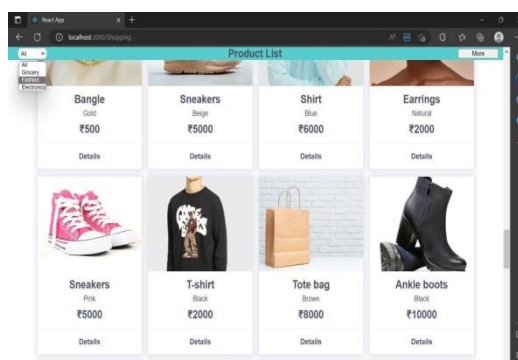 React App
localhost:3000/Shopping
All
Product List
More
All
Grocery
Fashion
Electronics
Bangle
Sneakers
Shirt
Earrings
Gold
Beige
Blue
Natural
₹500
₹5000
₹6000
₹2000
Details
Details
Details
Details
Sneakers
T-shirt
Tote bag
Ankle boots
Pink
Black
Brown
Black
₹5000
₹2000
₹8000
₹10000
Details
Details
Details
Details